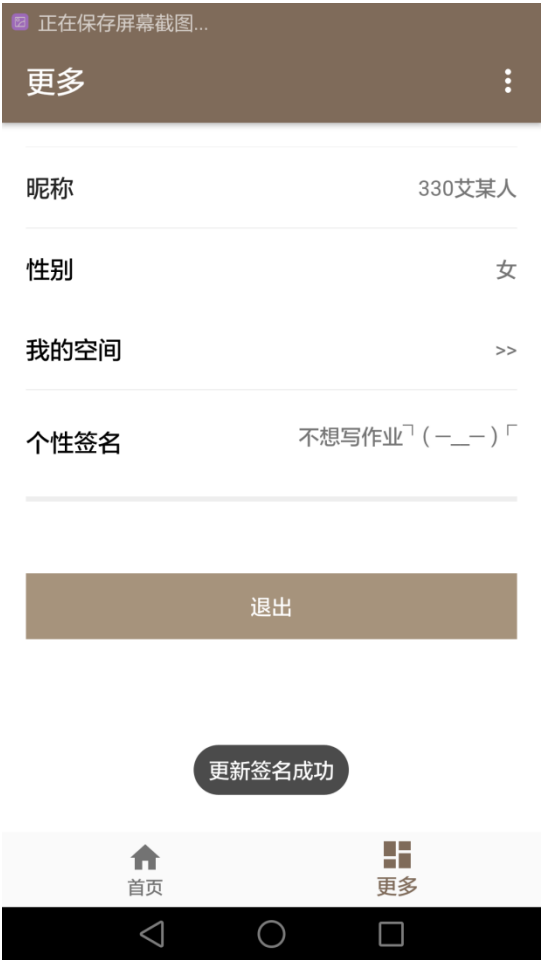 正在保存屏幕截图...
更多
昵称 330艾某人
性别 女
我的空间 >>
个性签名 不想写作业﹁(—__—)﹁
退出
更新签名成功
首页 更多